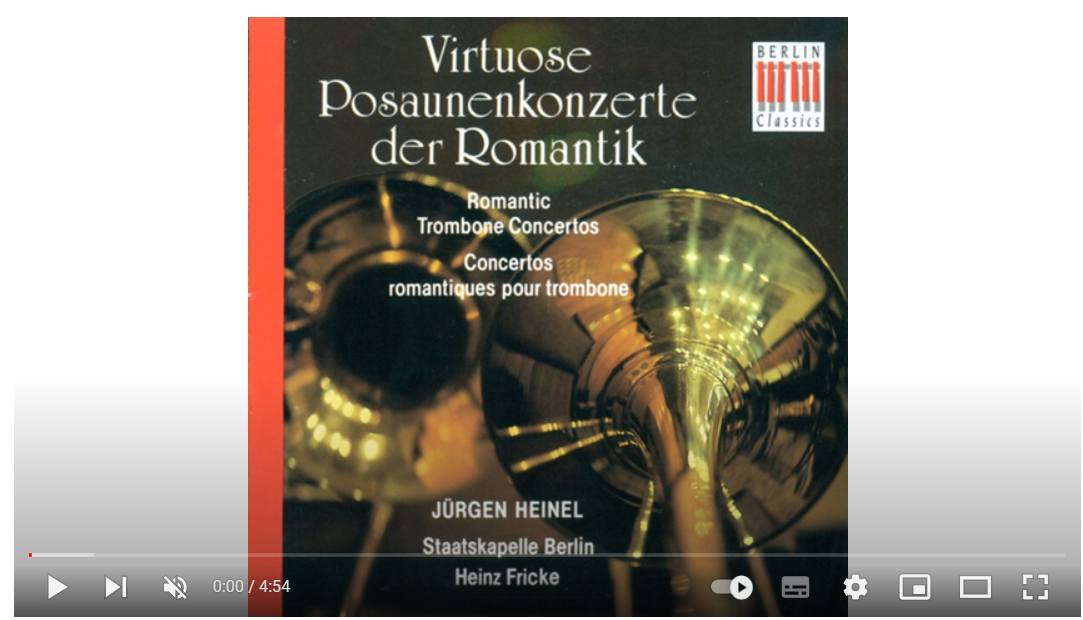 Virtuose
Posaunenkonzerte
der Romantik
BERLIN
Classics
Romantic
Trombone Concertos
Concertos
romantiques pour trombone
JÜRGEN HEINEL
Staatskapelle Berlin
Heinz Fricke
0:00 / 4:54